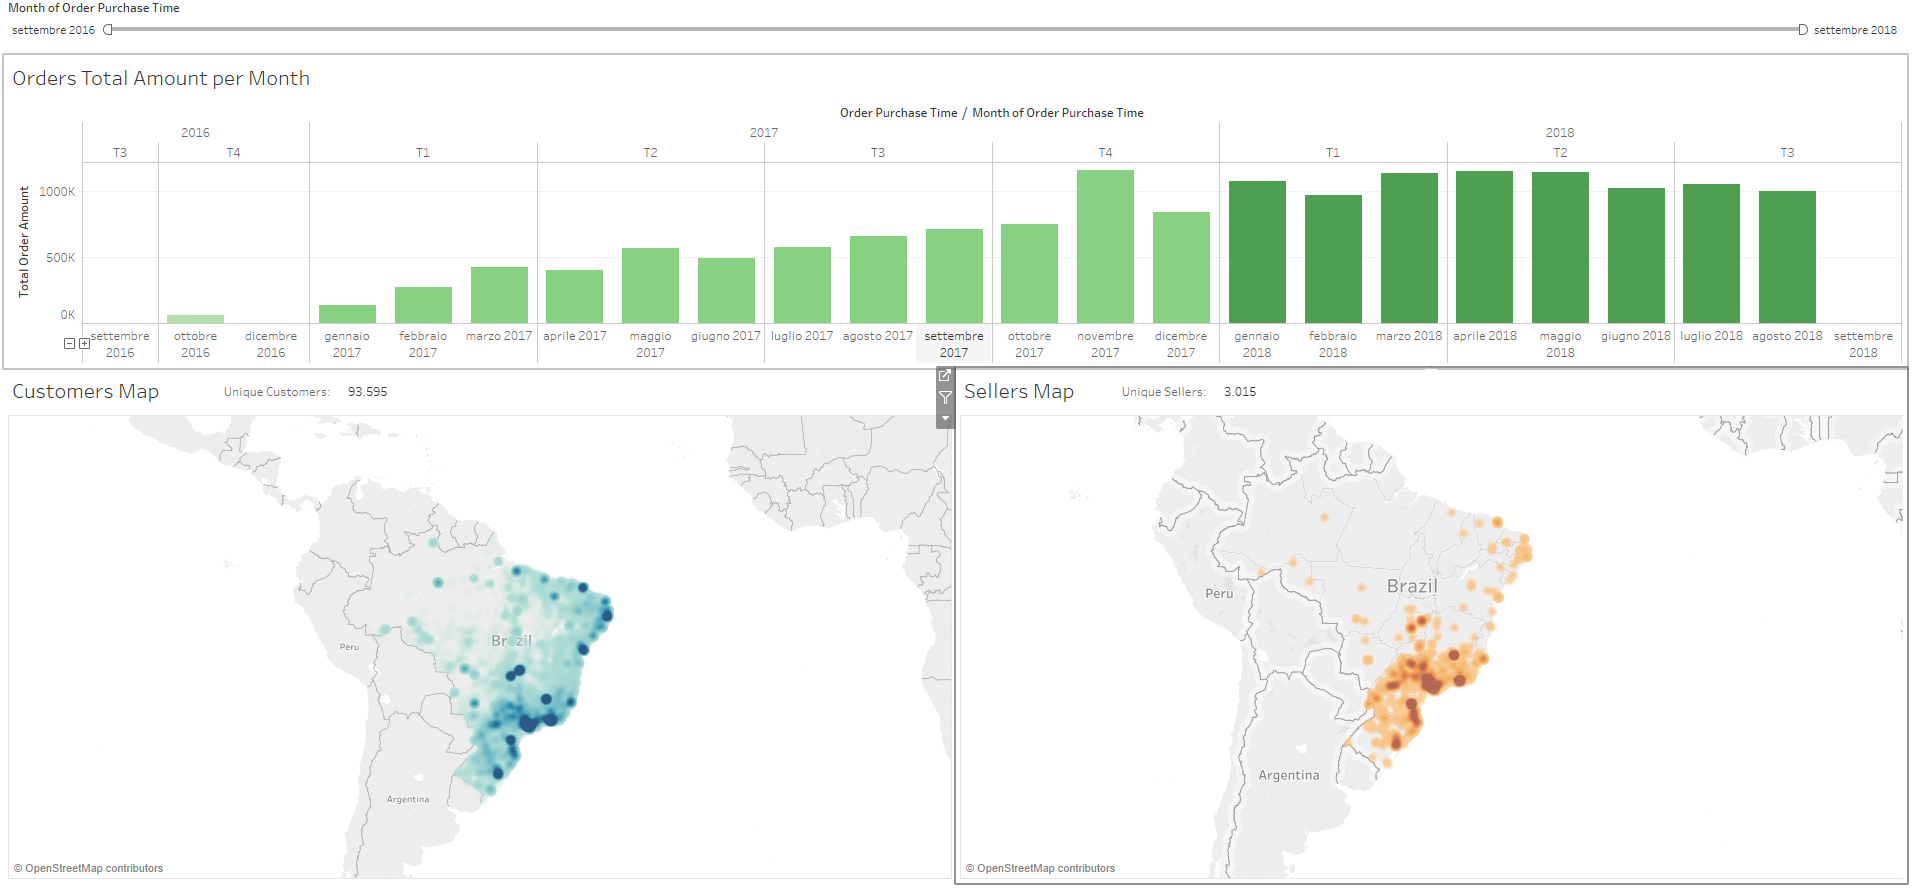 Month of Order Purchase Time
settembre 2016
settembre 2018
Orders Total Amount per Month
Order Purchase Time / Month of Order Purchase Time
2016
2017
2018
T3
T4
T1
T2
T3
T4
T1
T2
T3
Total Order Amount
1000K
500K
0K
settembre 2016
ottobre 2016
dicembre 2016
gennaio 2017
febbraio 2017
marzo 2017
aprile 2017
maggio 2017
giugno 2017
luglio 2017
agosto 2017
settembre 2017
ottobre 2017
novembre 2017
dicembre 2017
gennaio 2018
febbraio 2018
marzo 2018
aprile 2018
maggio 2018
giugno 2018
luglio 2018
agosto 2018
settembre 2018
Customers Map
Unique Customers: 93.595
Brazil
Peru
Argentina
© OpenStreetMap contributors
Sellers Map
Unique Sellers: 3.015
Brazil
Peru
Argentina
© OpenStreetMap contributors